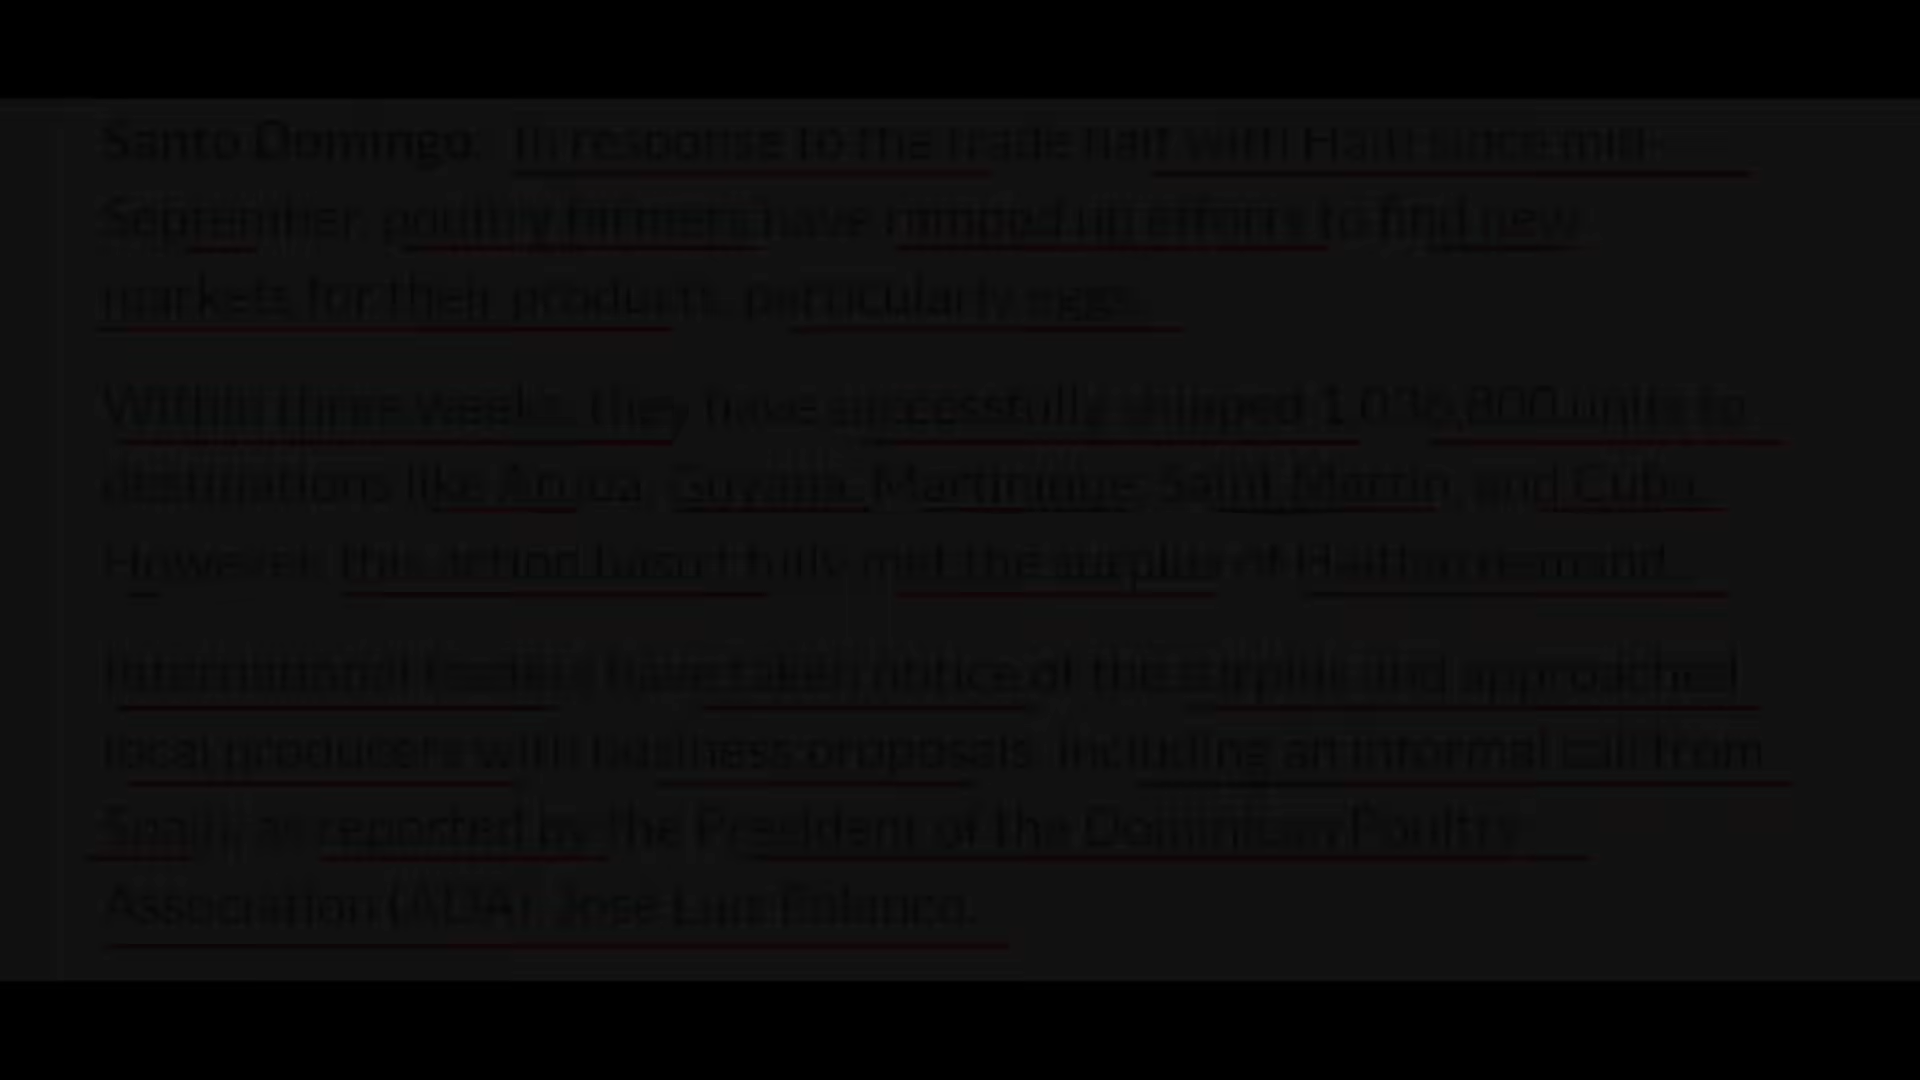 Santo Domingo. In response to the trade halt with Haiti since mid-
September, poultry farmers have ramped up efforts to find new
markets for their products, particularly eggs.
Within three weeks, they have successfully shipped 1,036,800 units to
destinations like Aruba, Guyana, Martinique, Saint Martin, and Cuba.
However, this action hasn't fully met the surplus of Haitian demand.
International traders have taken notice of the surplus and approached
local producers with business proposals, including an informal call from
Spain, as reported by the President of the Dominican Poultry
Association (ADA), Jose Luis Polanco.